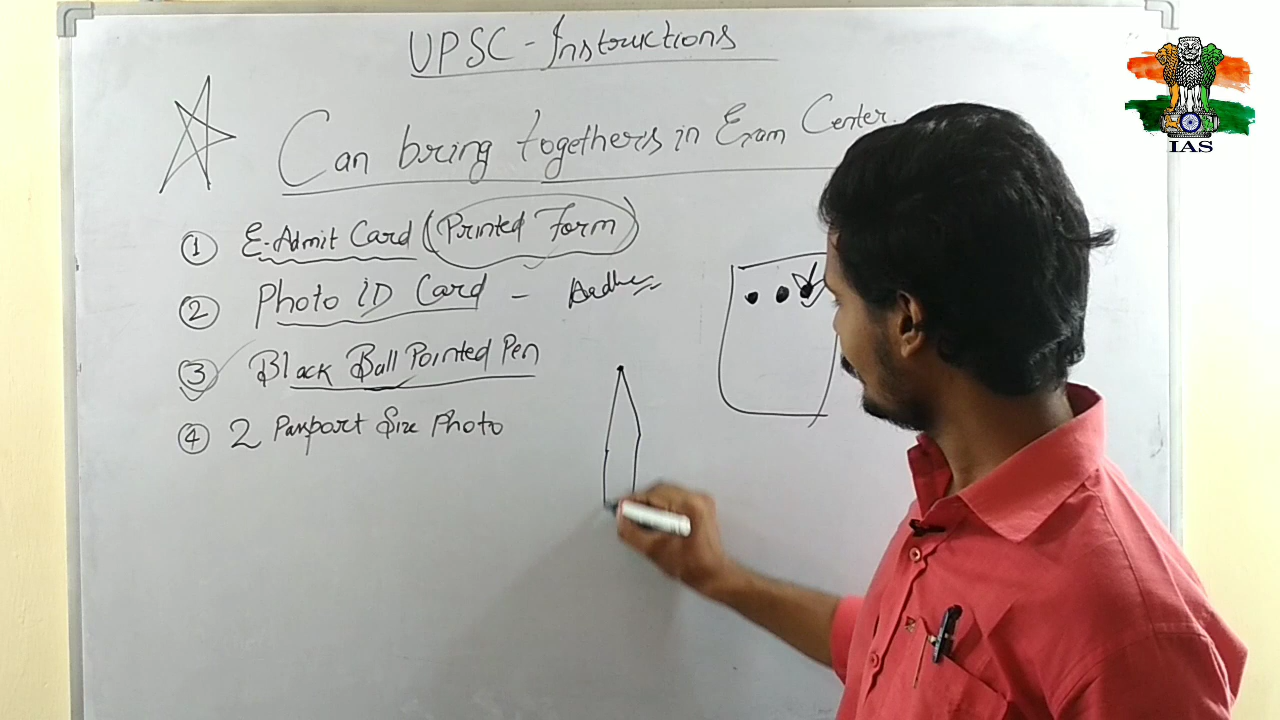 UPSC - Instructions
Can bring togethers in Exam Center.
① E-Admit Card (Printed Form)
② Photo ID Card -
③ Black Ball Pointed Pen
④ 2 Passport Size Photo
IAS